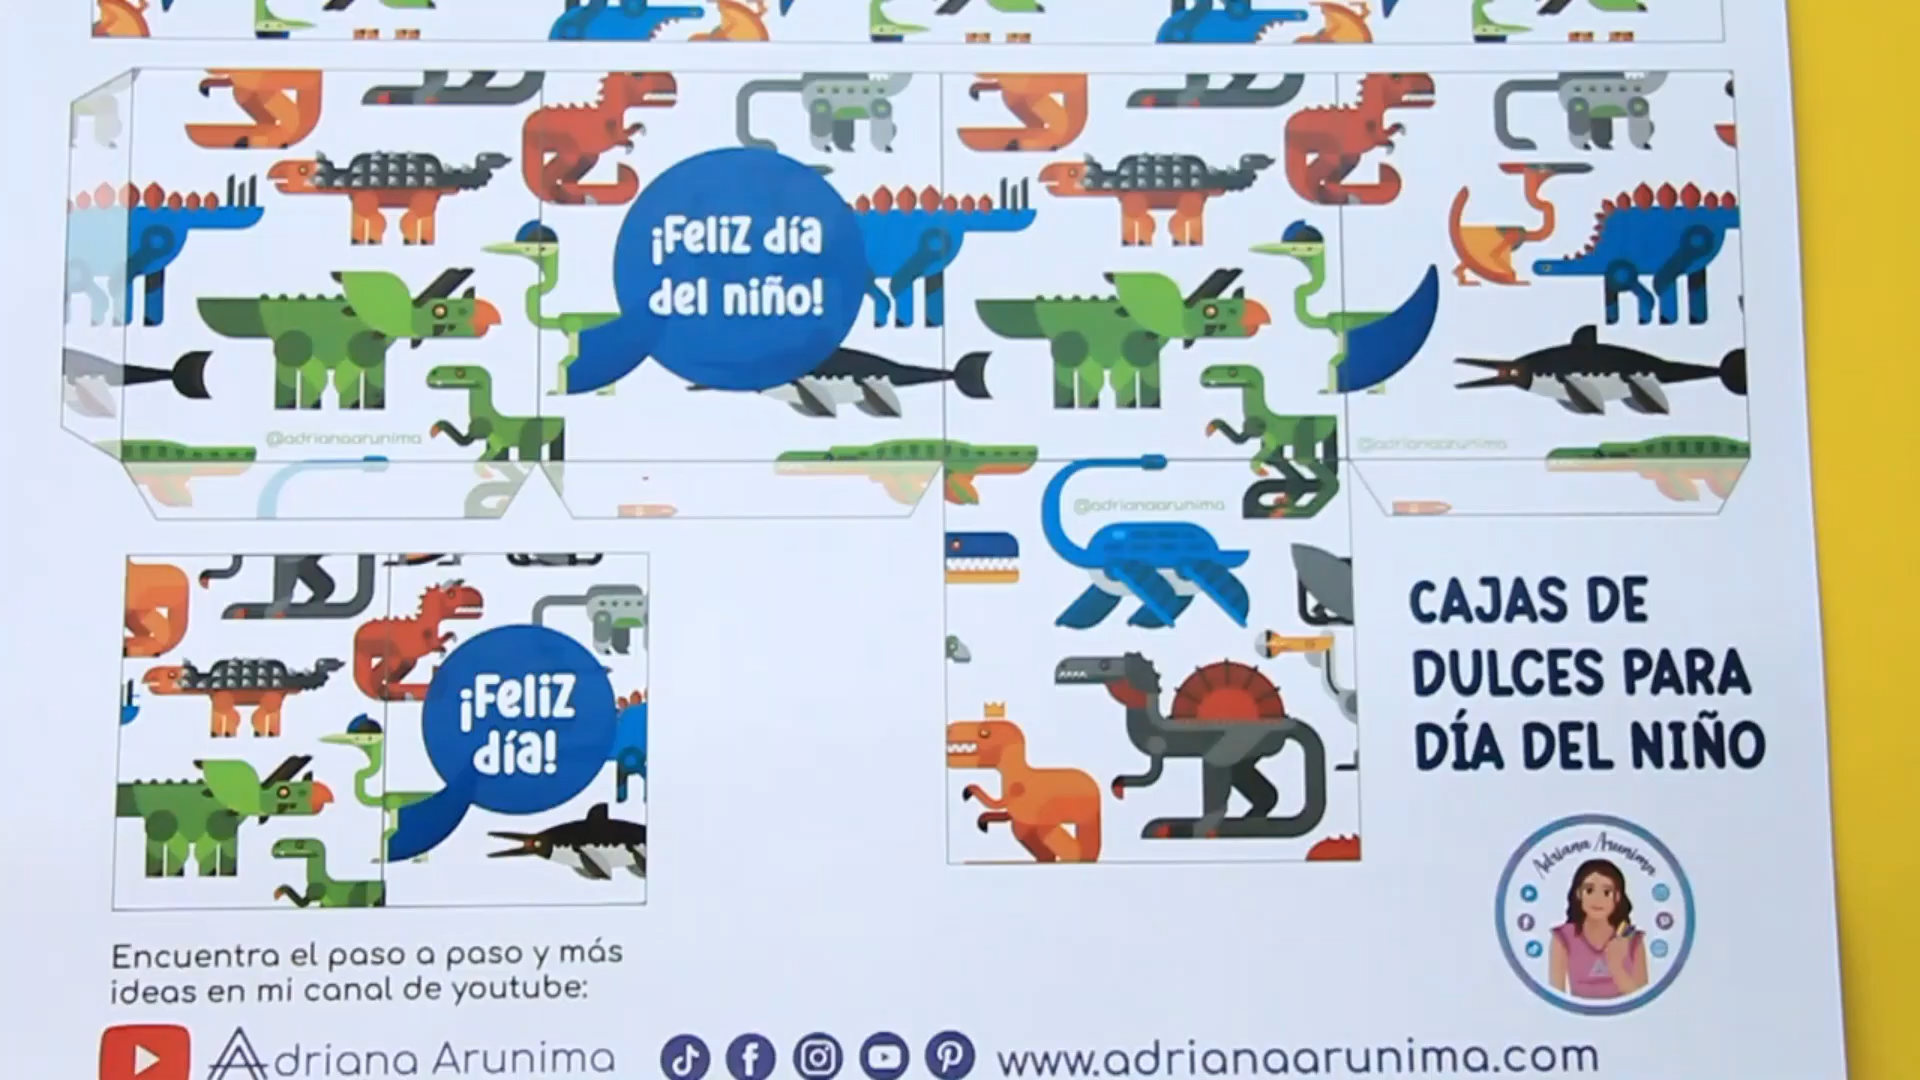 ¡Feliz día
del niño!
@adrianaarunima
@adrianaarunima
@adrianaarunima
¡Feliz
día!
CAJAS DE
DULCES PARA
DÍA DEL NIÑO
Adriana Arunima
Encuentra el paso a paso y más
ideas en mi canal de youtube:
Adriana Arunima
www.adrianaarunima.com